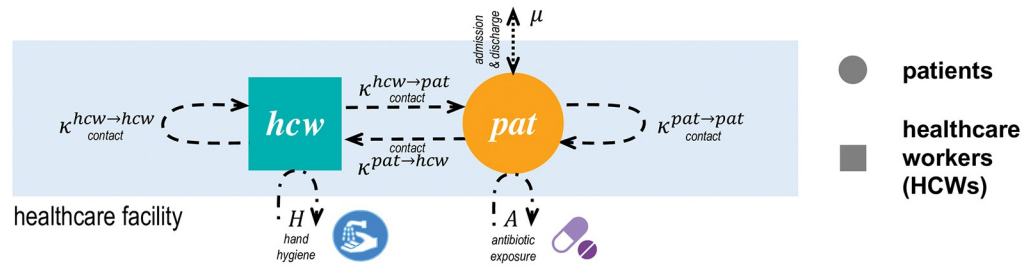 admission
& discharge
μ
κ^{hcw→hcw}
contact
hcw
κ^{hcw→pat}
contact
contact
κ^{pat→hcw}
pat
κ^{pat→pat}
contact
H
hand
hygiene
A
antibiotic
exposure
healthcare facility
patients
healthcare
workers
(HCWs)